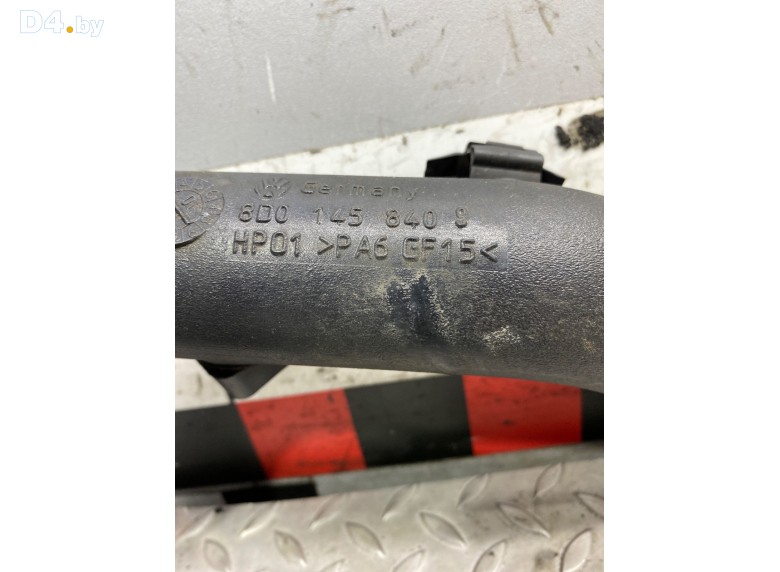 D4.by
Germany
8D0 145 840 S
HP01 >PA6 GF15<